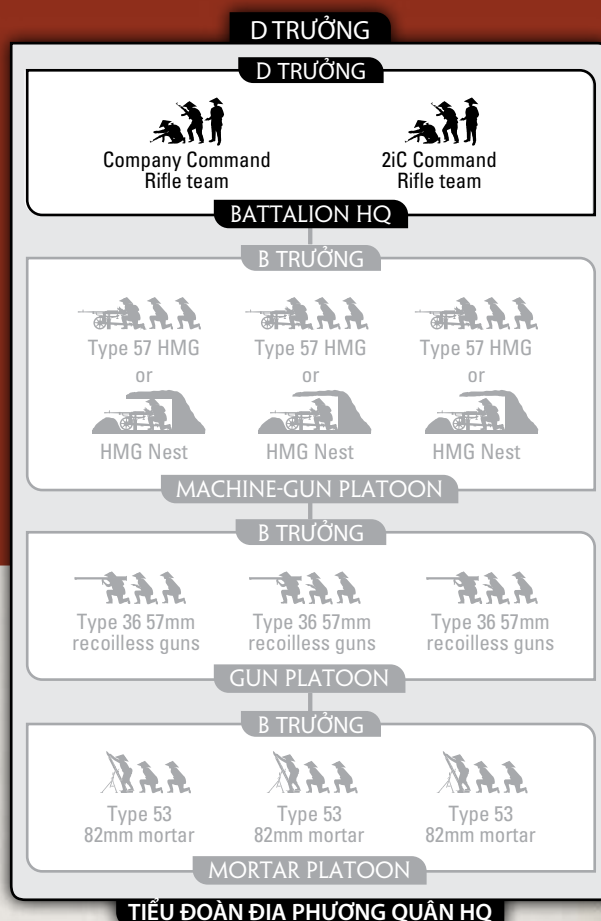 D TRƯỞNG
D TRƯỞNG
Company Command
Rifle team
2iC Command
Rifle team
BATTALION HQ
B TRƯỞNG
Type 57 HMG
or
HMG Nest
Type 57 HMG
or
HMG Nest
Type 57 HMG
or
HMG Nest
MACHINE-GUN PLATOON
B TRƯỞNG
Type 36 57mm
recoilless guns
Type 36 57mm
recoilless guns
Type 36 57mm
recoilless guns
GUN PLATOON
B TRƯỞNG
Type 53
82mm mortar
Type 53
82mm mortar
Type 53
82mm mortar
MORTAR PLATOON
TIỂU ĐOÀN ĐIA PHƯƠNG QUÂN HQ